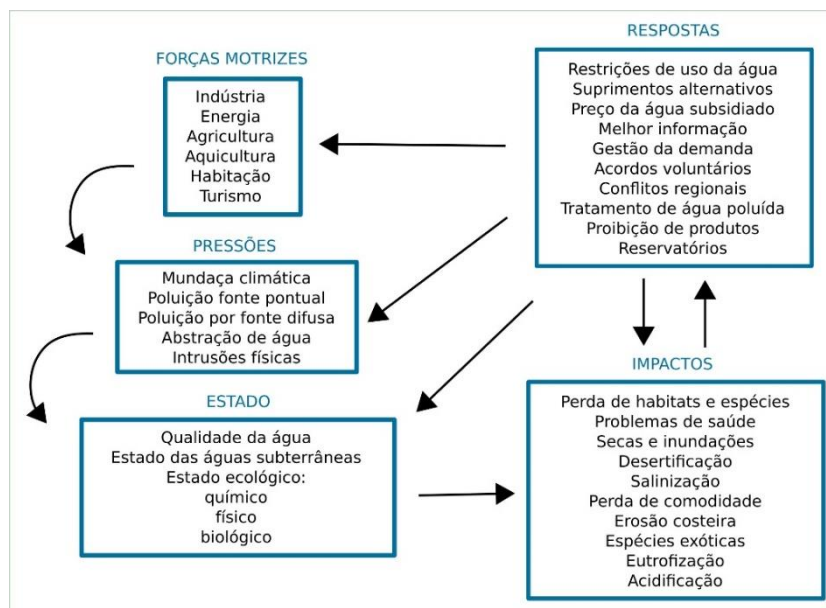 FORÇAS MOTRIZES
Indústria
Energia
Agricultura
Aquicultura
Habitação
Turismo
PRESSÕES
Mundaça climática
Poluição fonte pontual
Poluição por fonte difusa
Abstração de água
Intrusões físicas
ESTADO
Qualidade da água
Estado das águas subterrâneas
Estado ecológico:
químico
físico
biológico
RESPOSTAS
Restrições de uso da água
Suprimentos alternativos
Preço da água subsidiado
Melhor informação
Gestão da demanda
Acordos voluntários
Conflitos regionais
Tratamento de água poluída
Proibição de produtos
Reservatórios
IMPACTOS
Perda de habitats e espécies
Problemas de saúde
Secas e inundações
Desertificação
Salinização
Perda de comodidade
Erosão costeira
Espécies exóticas
Eutrofização
Acidificação